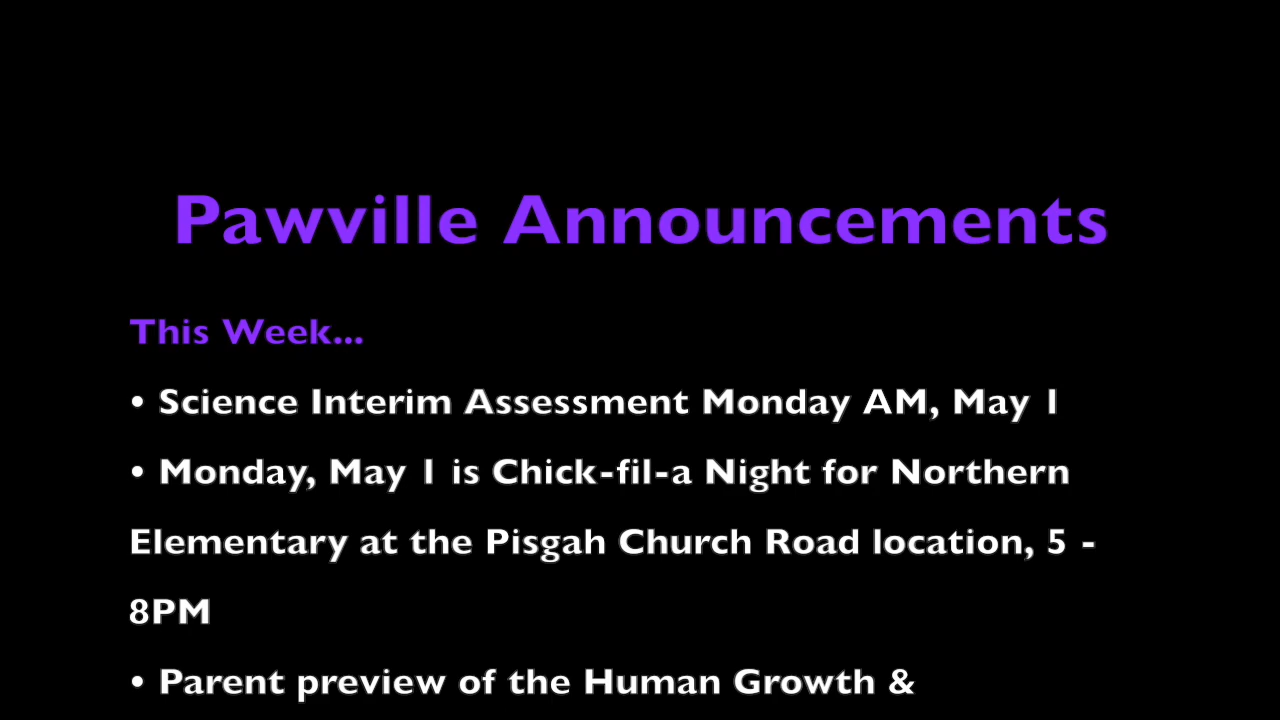 Pawville Announcements
This Week...
• Science Interim Assessment Monday AM, May 1
• Monday, May 1 is Chick-fil-a Night for Northern
Elementary at the Pisgah Church Road location, 5 -
8PM
• Parent preview of the Human Growth &